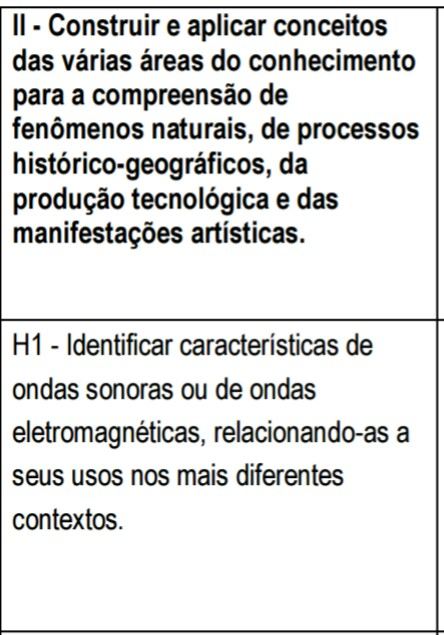 II - Construir e aplicar conceitos
das várias áreas do conhecimento
para a compreensão de
fenômenos naturais, de processos
histórico-geográficos, da
produção tecnológica e das
manifestações artísticas.
H1 - Identificar características de
ondas sonoras ou de ondas
eletromagnéticas, relacionando-as a
seus usos nos mais diferentes
contextos.